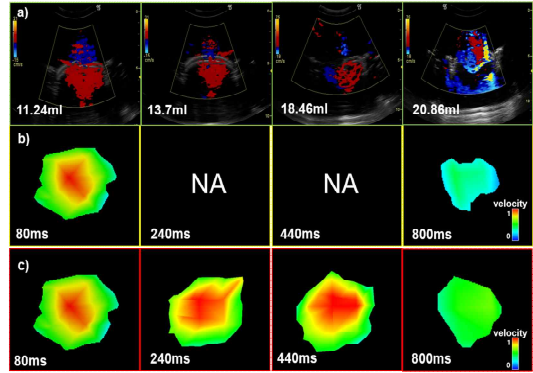 a)
cm/s
11.24ml
13.7ml
18.46ml
20.86ml
b)
NA
NA
velocity
1
0
80ms
240ms
440ms
800ms
c)
velocity
1
0
80ms
240ms
440ms
800ms